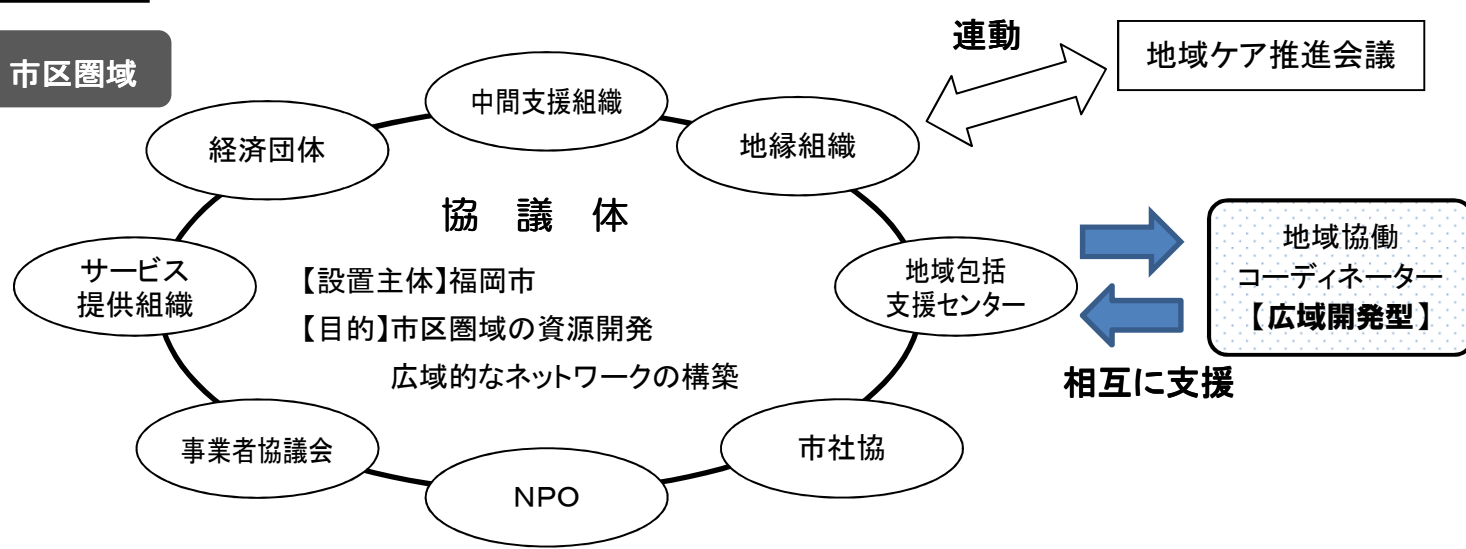 市区圏域
連動
地域ケア推進会議
中間支援組織
経済団体
地縁組織
協 議 体
サービス
提供組織
【設置主体】福岡市
【目的】市区圏域の資源開発
広域的なネットワークの構築
地域包括
支援センター
地域協働
コーディネーター
【広域開発型】
相互に支援
事業者協議会
市社協
NPO